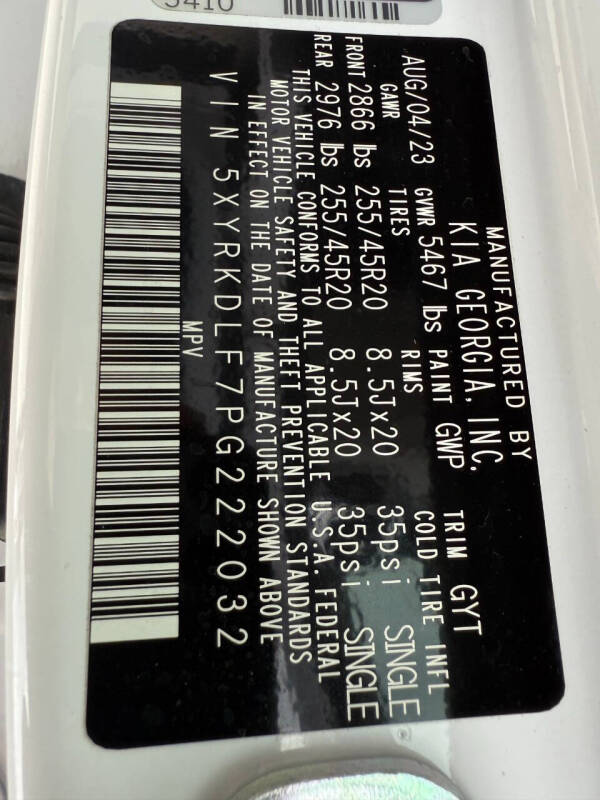 5410
MANUFACTURED BY
KIA GEORGIA, INC.
AUG/04/23 GVWR 5467 lbs PAINT GWP TRIM GYT
GAWR TIRES RIMS COLD TIRE INFL
FRONT 2866 lbs 255/45R20 8.5Jx20 35psi SINGLE
REAR 2976 lbs 255/45R20 8.5Jx20 35psi SINGLE
THIS VEHICLE CONFORMS TO ALL APPLICABLE U.S.A. FEDERAL
MOTOR VEHICLE SAFETY AND THEFT PREVENTION STANDARDS
IN EFFECT ON THE DATE OF MANUFACTURE SHOWN ABOVE
VIN 5XYRKDLF7PG222032
MPV